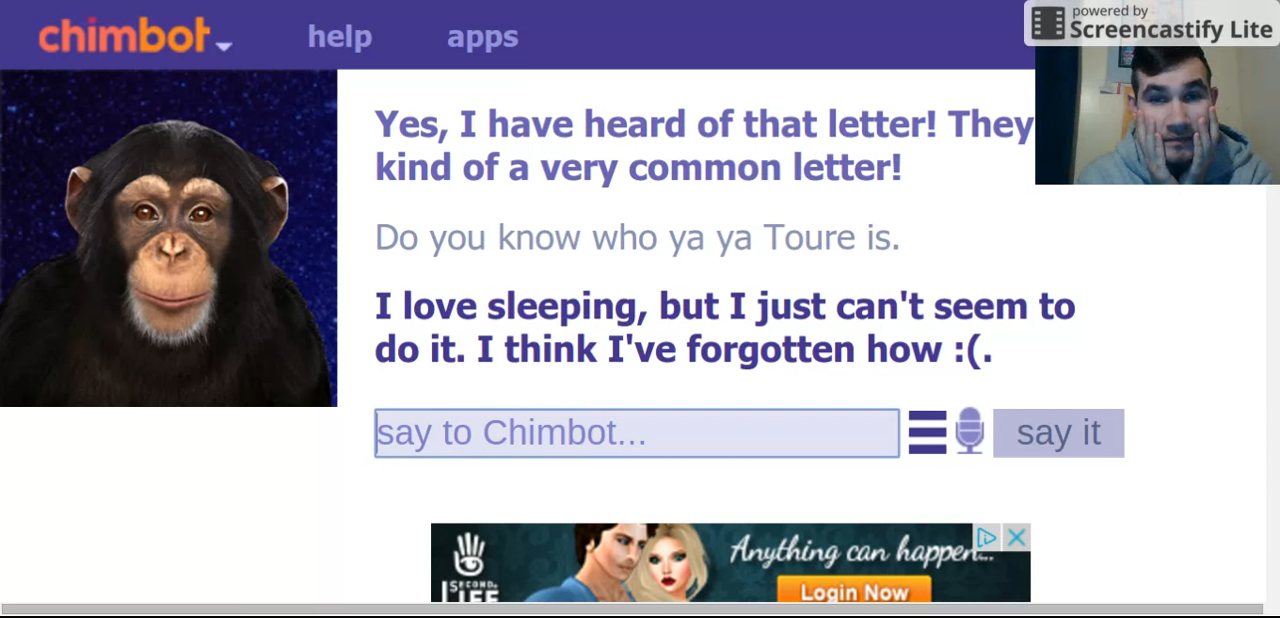 chimbot
help
apps
powered by
Screencastify Lite
Yes, I have heard of that letter! They
kind of a very common letter!
Do you know who ya ya Toure is.
I love sleeping, but I just can't seem to
do it. I think I've forgotten how :(.
say to Chimbot...
say it
Anything can happen...
SECOND
LIFE
Login Now